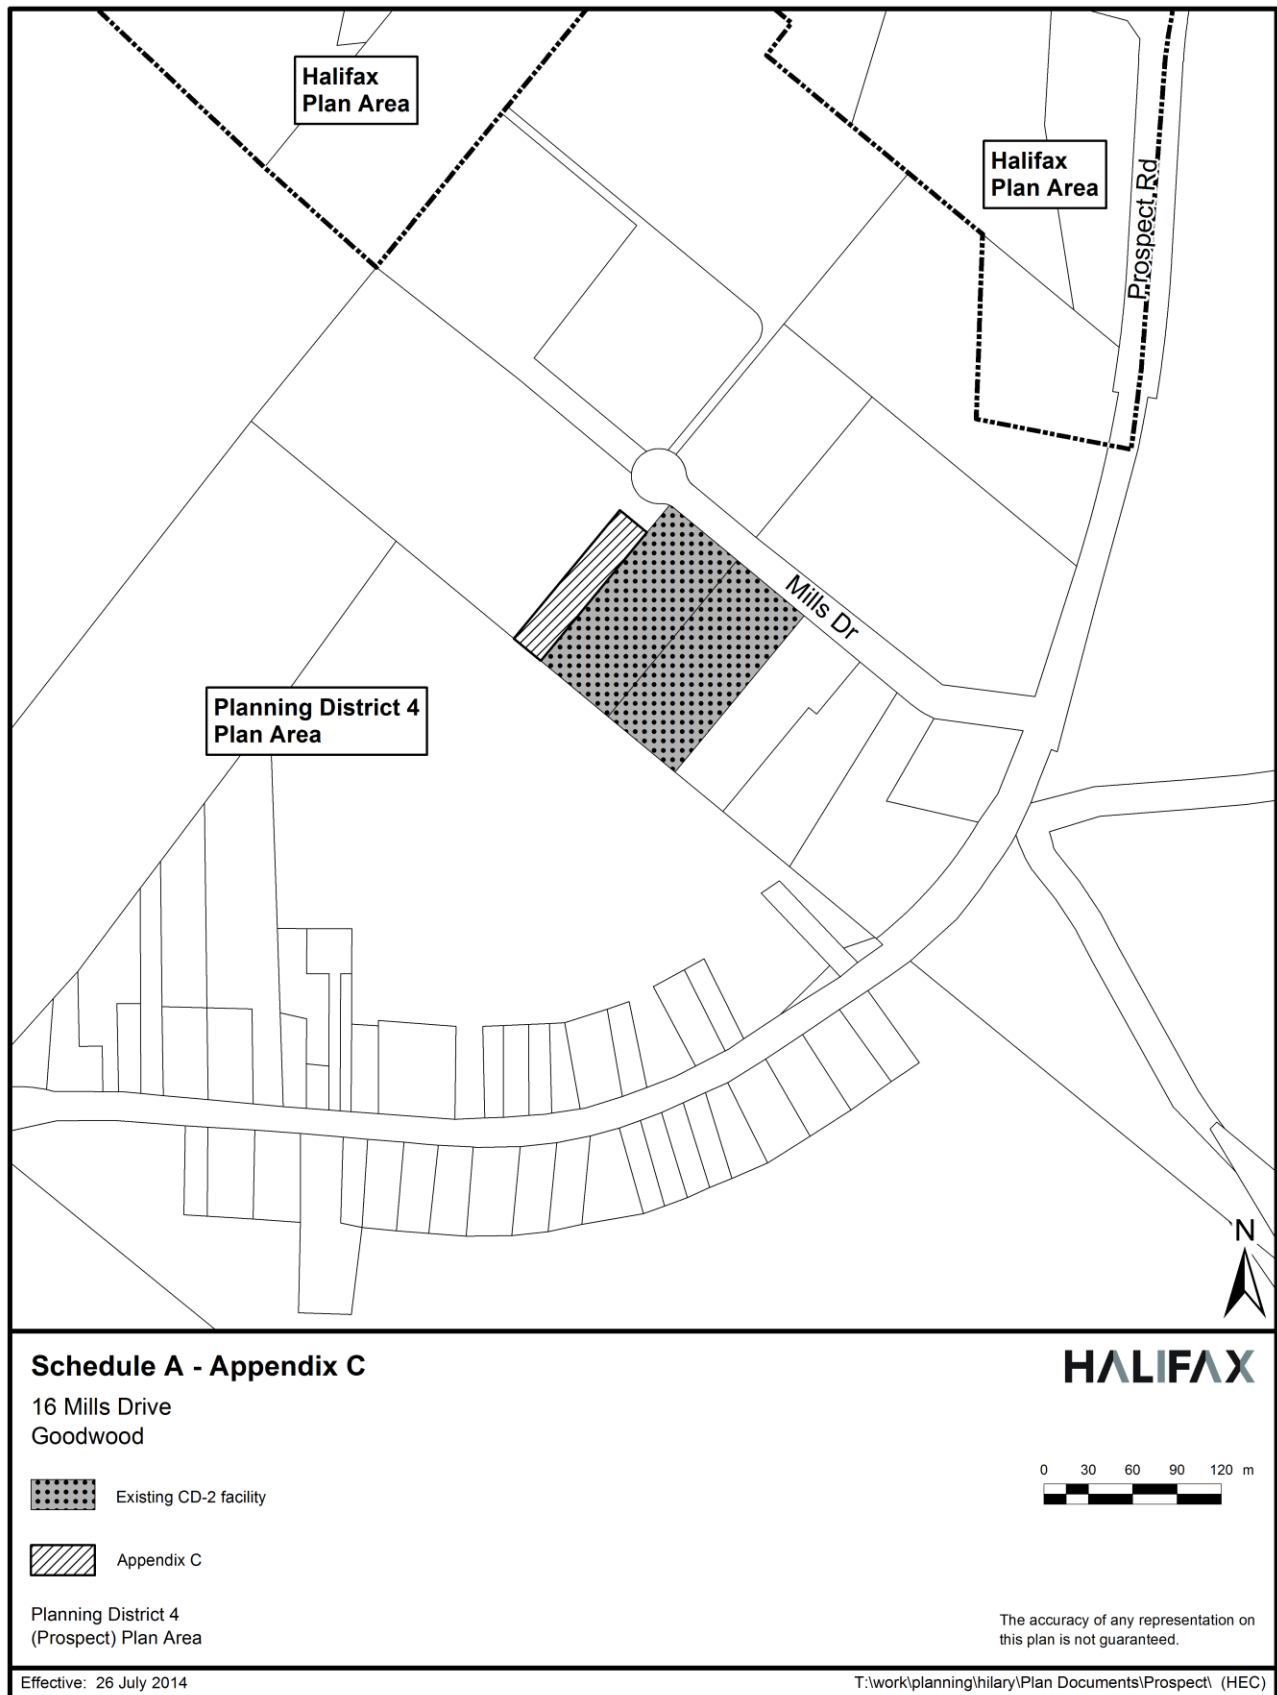 Halifax
Plan Area
Halifax
Plan Area
Prospect Rd
Mills Dr
Planning District 4
Plan Area
N
Schedule A - Appendix C
HALIFAX
16 Mills Drive
Goodwood
0 30 60 90 120 m
Existing CD-2 facility
Appendix C
Planning District 4
(Prospect) Plan Area
The accuracy of any representation on
this plan is not guaranteed.
Effective: 26 July 2014
T:\work\planning\hilary\Plan Documents\Prospect\ (HEC)